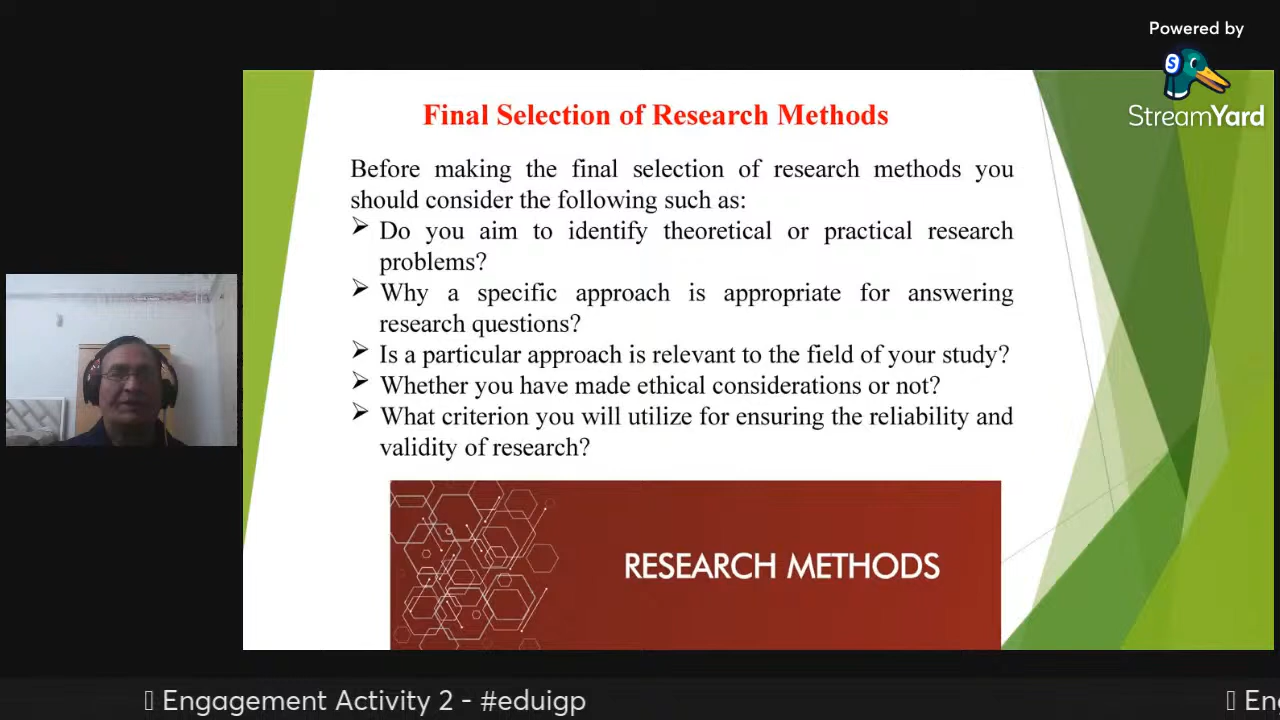 Powered by
StreamYard
Final Selection of Research Methods
Before making the final selection of research methods you
should consider the following such as:
Do you aim to identify theoretical or practical research
problems?
Why a specific approach is appropriate for answering
research questions?
Is a particular approach is relevant to the field of your study?
Whether you have made ethical considerations or not?
What criterion you will utilize for ensuring the reliability and
validity of research?
RESEARCH METHODS
Engagement Activity 2 - #eduigp
En